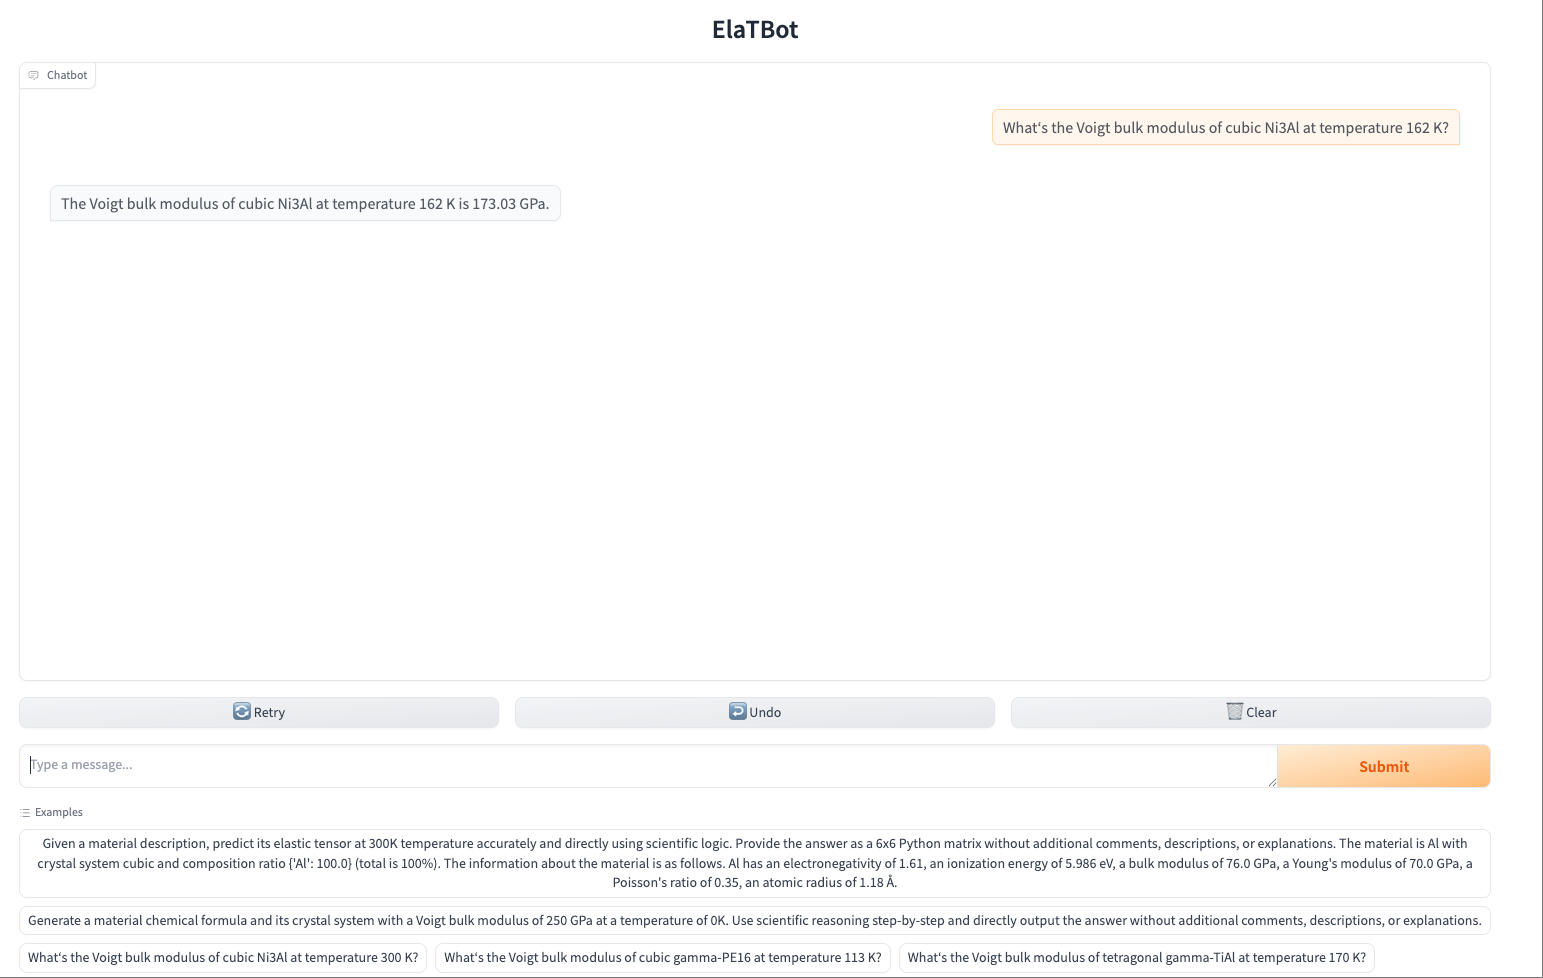 ElaTBot
Chatbot
What‘s the Voigt bulk modulus of cubic Ni3Al at temperature 162 K?
The Voigt bulk modulus of cubic Ni3Al at temperature 162 K is 173.03 GPa.
Retry
Undo
Clear
Type a message...
Submit
Examples
Given a material description, predict its elastic tensor at 300K temperature accurately and directly using scientific logic. Provide the answer as a 6x6 Python matrix without additional comments, descriptions, or explanations. The material is Al with
crystal system cubic and composition ratio {'Al': 100.0} (total is 100%). The information about the material is as follows. Al has an electronegativity of 1.61, an ionization energy of 5.986 eV, a bulk modulus of 76.0 GPa, a Young's modulus of 70.0 GPa, a
Poisson's ratio of 0.35, an atomic radius of 1.18 Å.
Generate a material chemical formula and its crystal system with a Voigt bulk modulus of 250 GPa at a temperature of 0K. Use scientific reasoning step-by-step and directly output the answer without additional comments, descriptions, or explanations.
What‘s the Voigt bulk modulus of cubic Ni3Al at temperature 300 K?
What‘s the Voigt bulk modulus of cubic gamma-PE16 at temperature 113 K?
What‘s the Voigt bulk modulus of tetragonal gamma-TiAl at temperature 170 K?